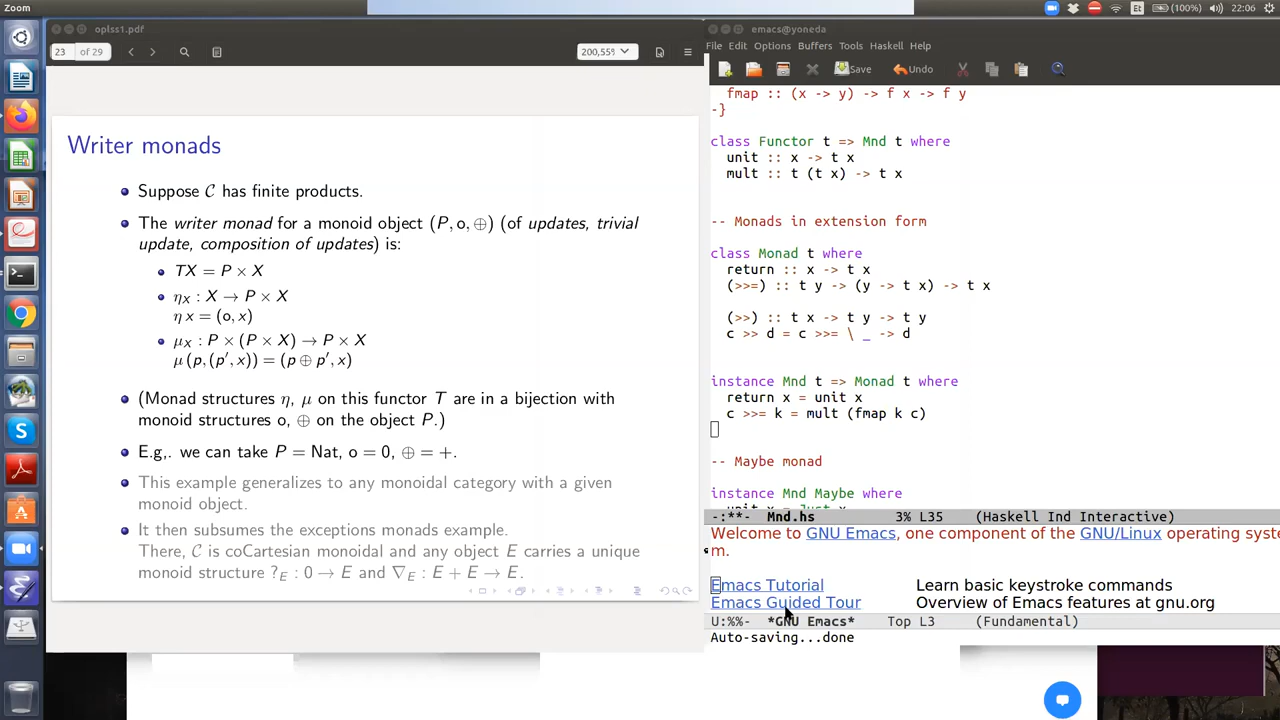 Zoom
Et (100%) 22:06
oplss1.pdf
23 of 29
200,55%
Writer monads
Suppose 𝒞 has finite products.
The writer monad for a monoid object (P, o, ⊕) (of updates, trivial
update, composition of updates) is:
TX = P × X
η_X : X → P × X
η x = (o, x)
μ_X : P × (P × X) → P × X
μ (p, (p′, x)) = (p ⊕ p′, x)
(Monad structures η, μ on this functor T are in a bijection with
monoid structures o, ⊕ on the object P.)
E.g,. we can take P = Nat, o = 0, ⊕ = +.
This example generalizes to any monoidal category with a given
monoid object.
It then subsumes the exceptions monads example.
There, 𝒞 is coCartesian monoidal and any object E carries a unique
monoid structure ?_E : 0 → E and ∇_E : E + E → E.
emacs@yoneda
File Edit Options Buffers Tools Haskell Help
Save Undo
fmap :: (x -> y) -> f x -> f y
-}
class Functor t => Mnd t where
unit :: x -> t x
mult :: t (t x) -> t x
-- Monads in extension form
class Monad t where
return :: x -> t x
(>>=) :: t y -> (y -> t x) -> t x
(>>) :: t x -> t y -> t y
c >> d = c >>= \ _ -> d
instance Mnd t => Monad t where
return x = unit x
c >>= k = mult (fmap k c)
-- Maybe monad
instance Mnd Maybe where
unit x = Just x
-:**- Mnd.hs 3% L35 (Haskell Ind Interactive)
Welcome to GNU Emacs, one component of the GNU/Linux operating syste
m.
Emacs Tutorial Learn basic keystroke commands
Emacs Guided Tour Overview of Emacs features at gnu.org
U:%%- *GNU Emacs* Top L3 (Fundamental)
Auto-saving...done